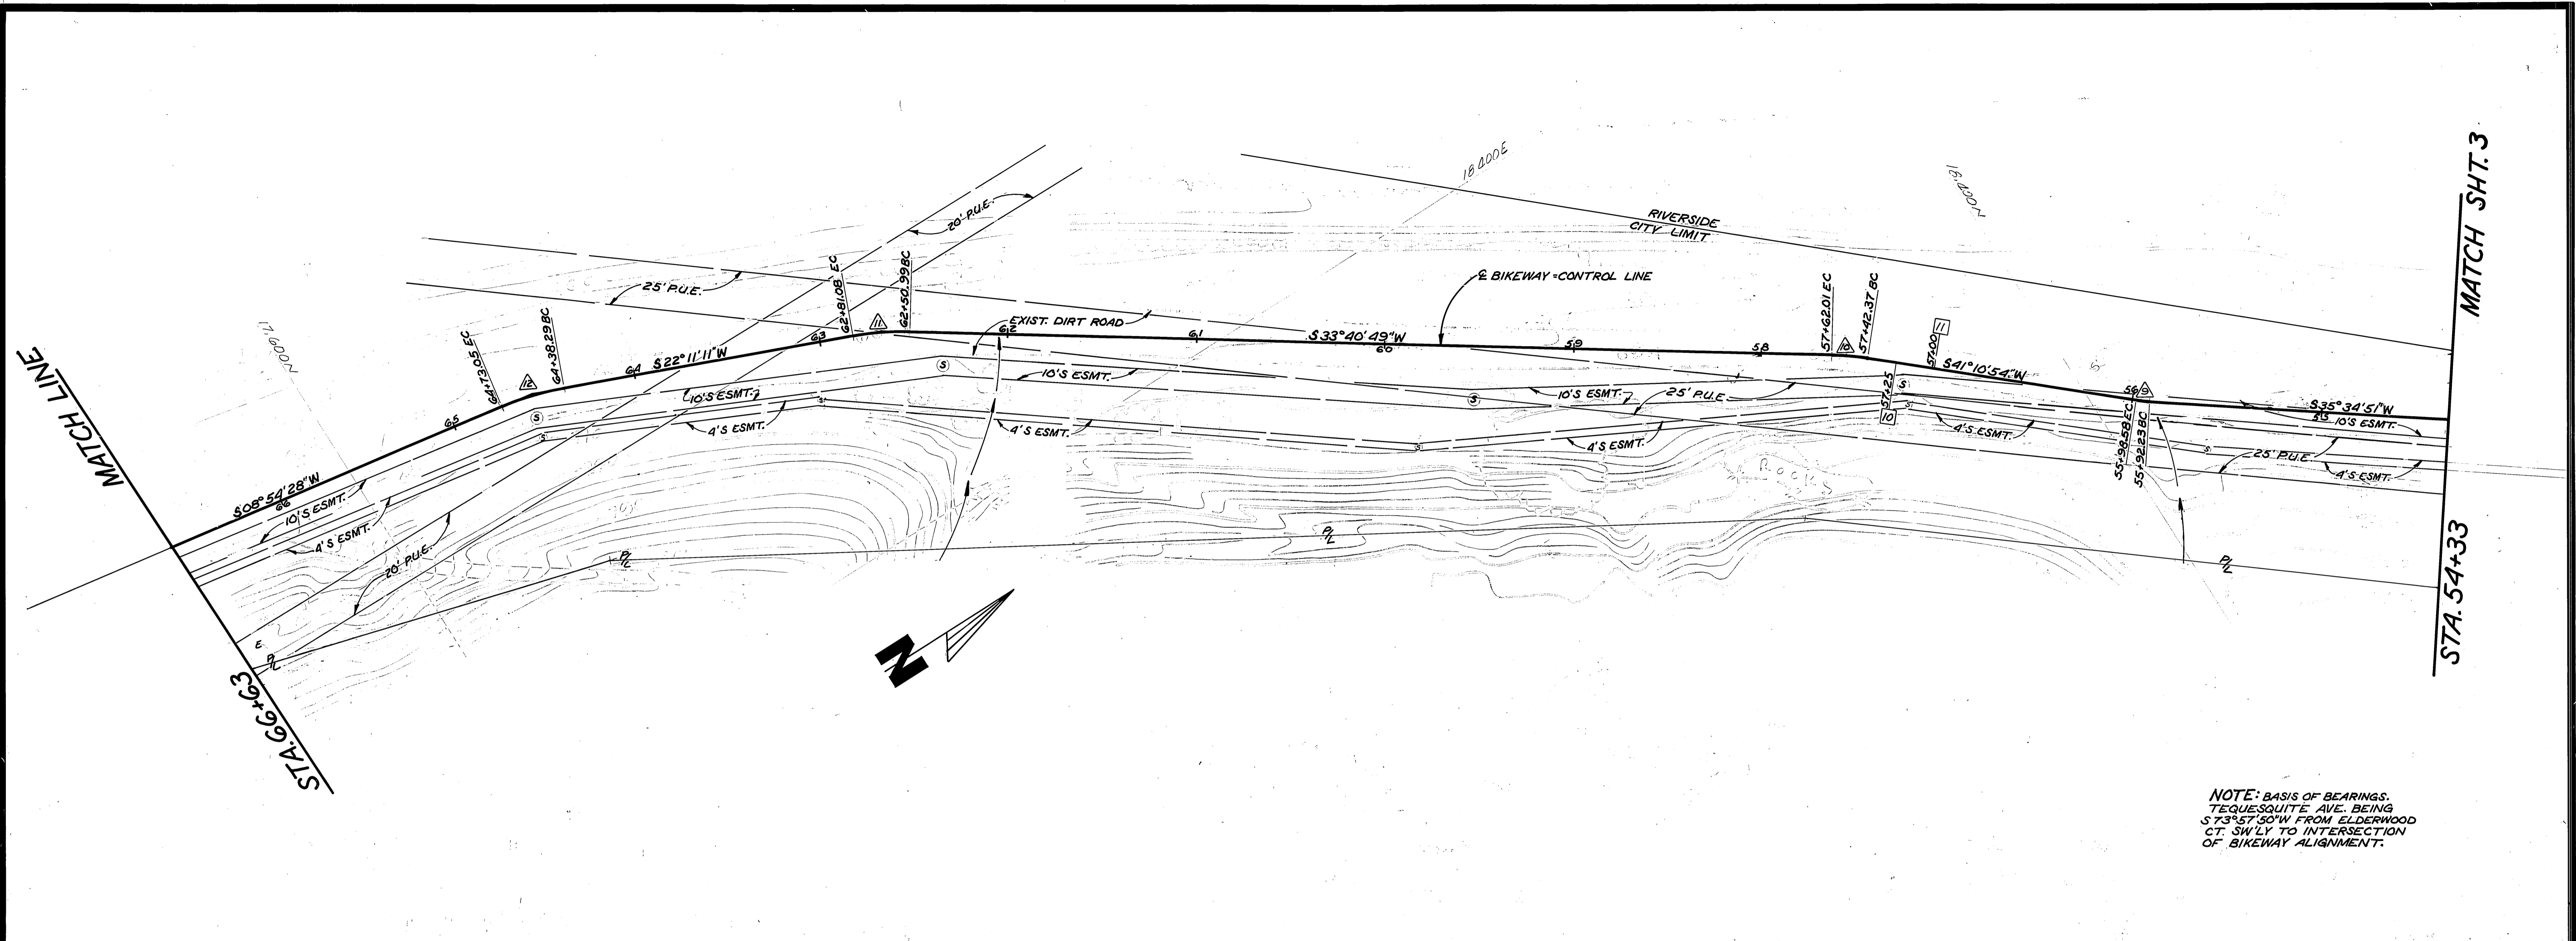 MATCH LINE
STA. 66+63
17,600N
S08°54'28"W
66
10'S ESMT.
4'S ESMT.
20' P.U.E.
E
P/L
65
64+73.05 EC
12
64+38.29 BC
S
S
64
S22°11'11"W
10'S ESMT.
4'S ESMT.
25' P.U.E.
63
62+81.08' EC
11
62+50.99 BC
20' P.U.E.
S
S
EXIST. DIRT ROAD
62
10'S ESMT.
4'S ESMT.
P/L
61
S33°40'49"W
60
℄ BIKEWAY = CONTROL LINE
18400E
RIVERSIDE
CITY LIMIT
59
58
S
S
10'S ESMT.
25' P.U.E.
4'S ESMT.
P/L
ROCKS
57+62.01 EC
10
57+42.37 BC
57+25
10
57+00
11
S
S
S41°10'54"W
18,400N
4'S ESMT.
56
9
55+98.58 EC
55+92.23 BC
S
S35°34'51"W
55
10'S ESMT.
25' P.U.E.
4'S ESMT.
P/L
MATCH SHT. 3
STA. 54+33
N
NOTE: BASIS OF BEARINGS.
TEQUESQUITE AVE. BEING
S 73°57'50"W FROM ELDERWOOD
CT. SW'LY TO INTERSECTION
OF BIKEWAY ALIGNMENT.